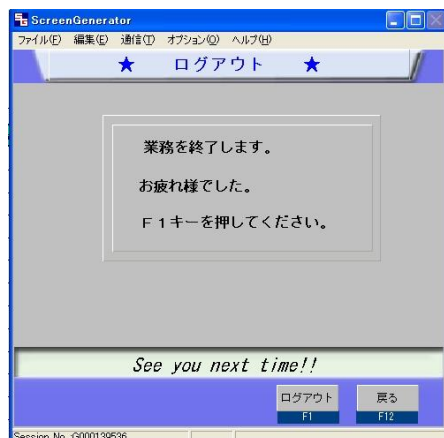 ScreenGenerator
ファイル(F) 編集(E) 通信(T) オプション(O) ヘルプ(H)
★ ログアウト ★
業務を終了します。
お疲れ様でした。
F1キーを押してください。
See you next time!!
ログアウト 戻る
F1 F12
Session No :G000139536